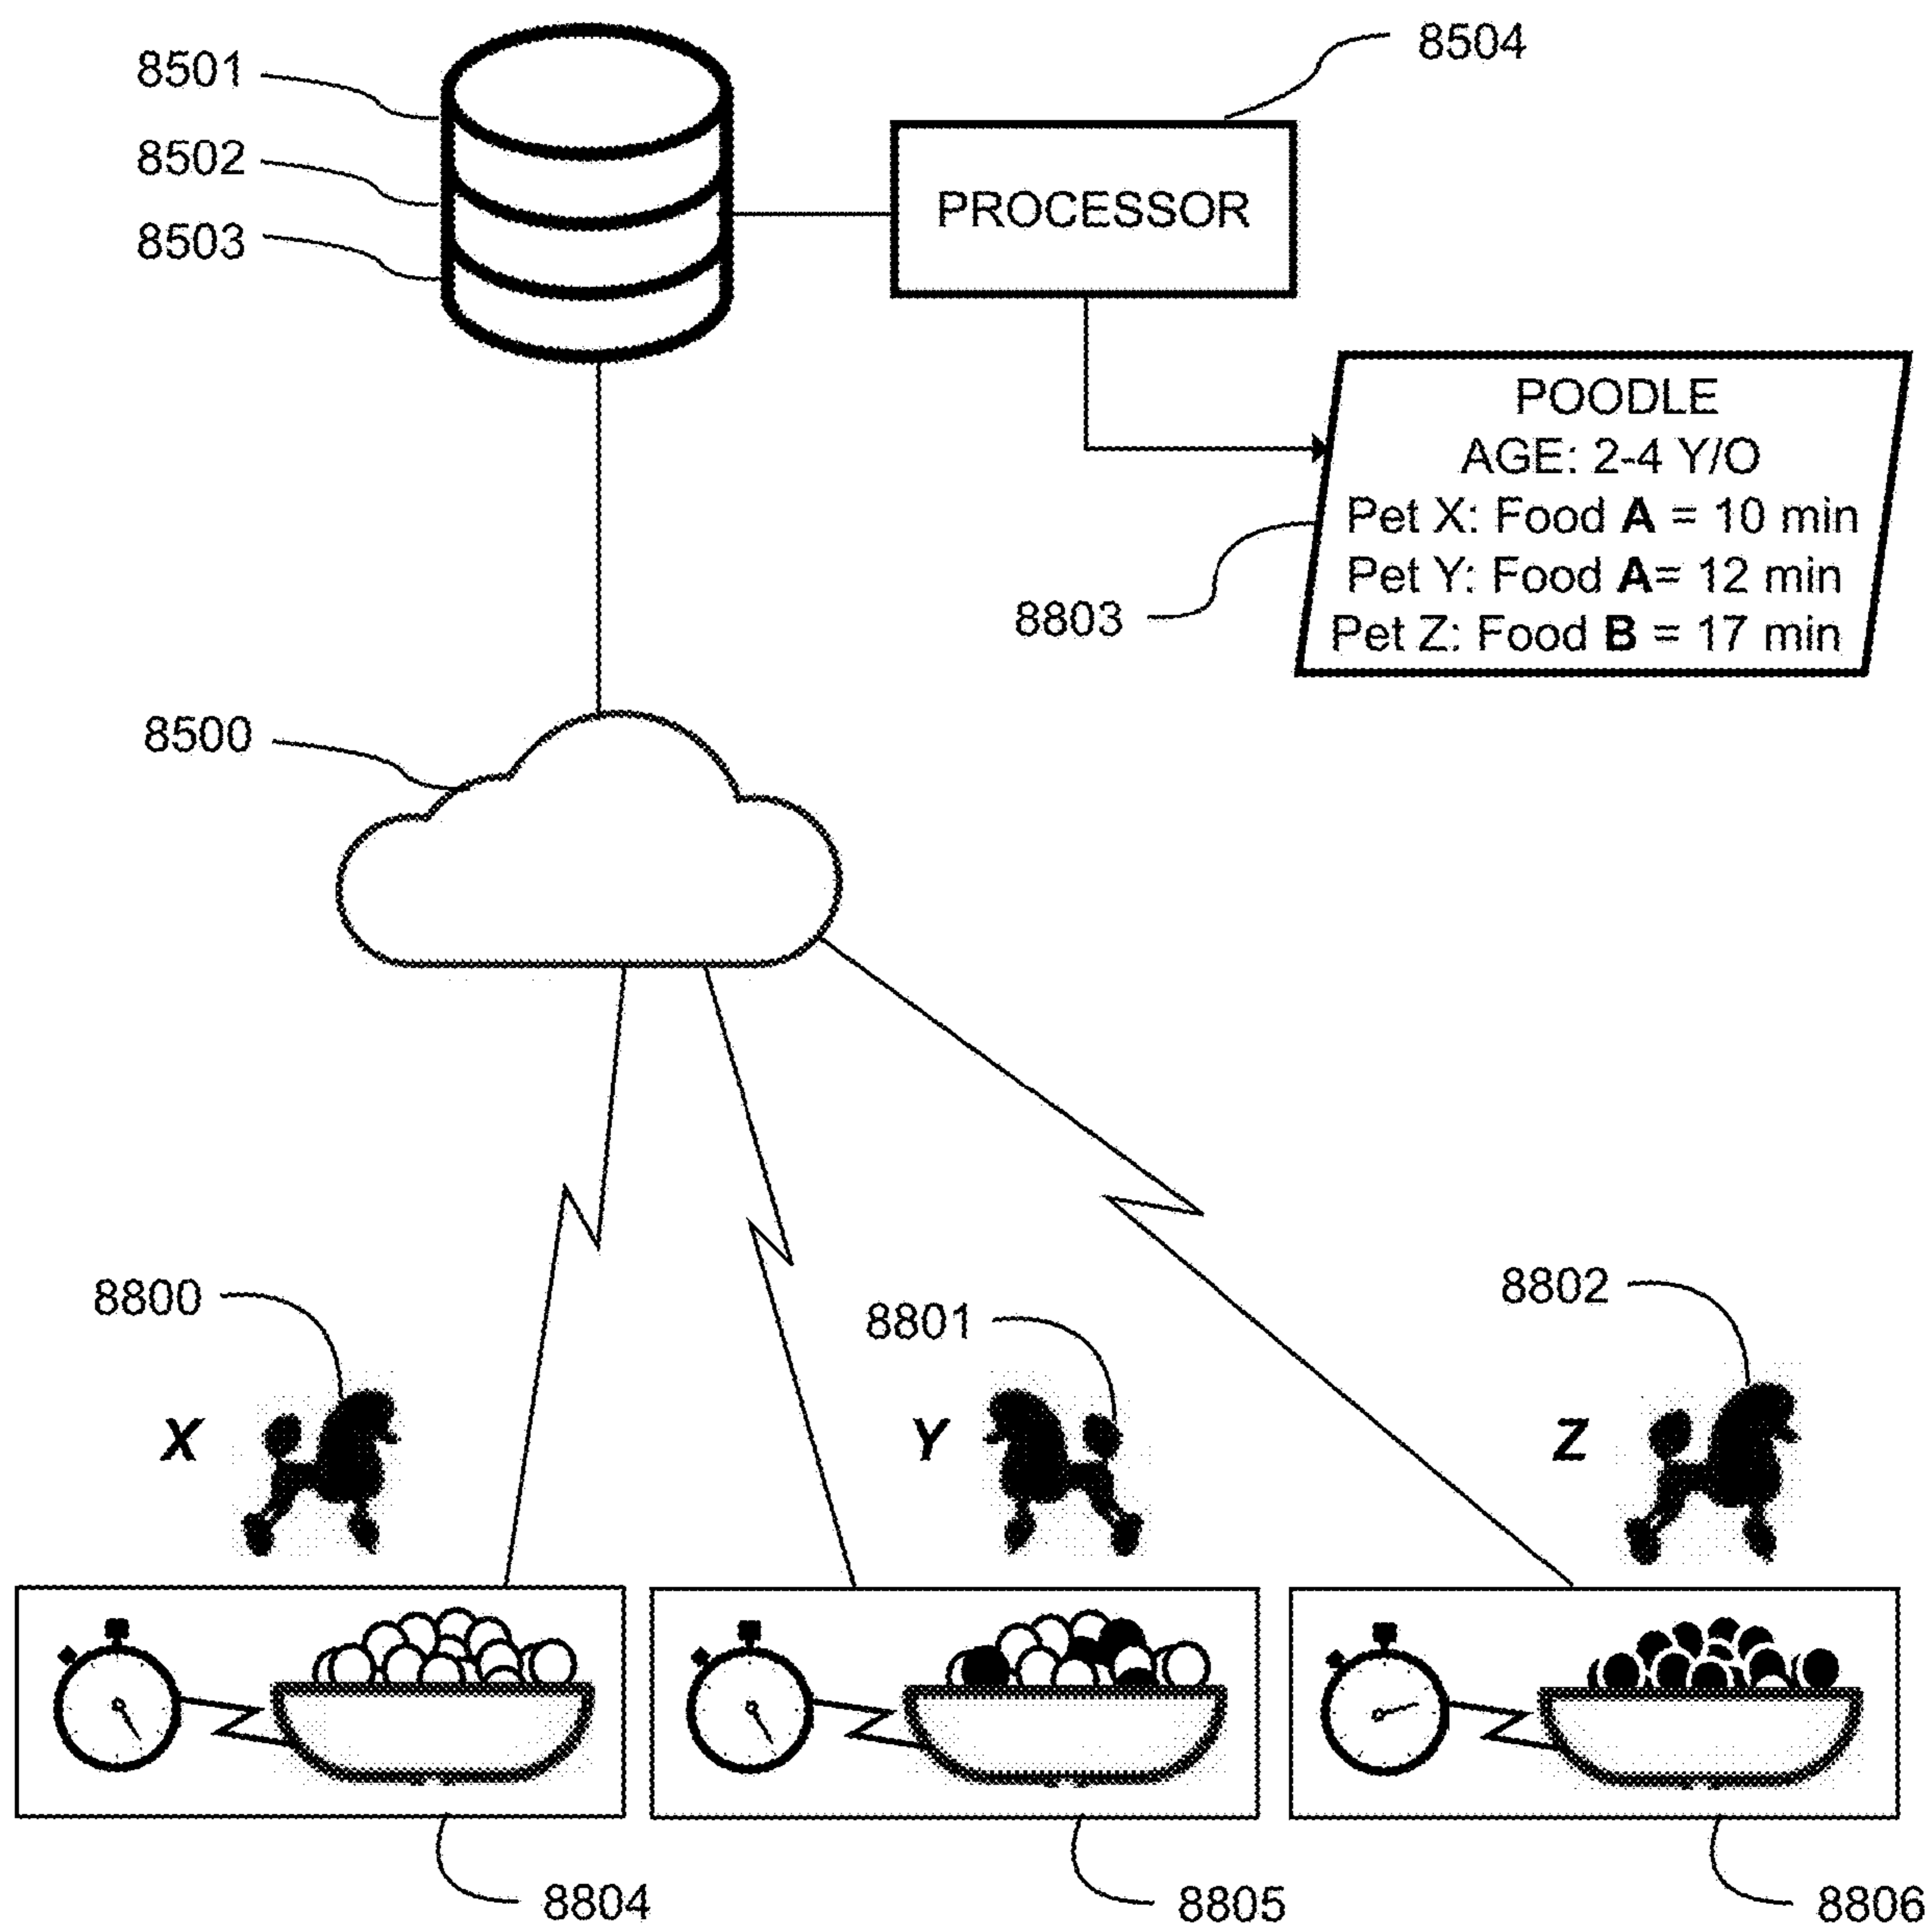 8501
8504
8502
PROCESSOR
8503
POODLE
AGE: 2-4 Y/O
Pet X: Food A = 10 min
Pet Y: Food A= 12 min
Pet Z: Food B = 17 min
8803
8500
8800
8801
8802
X
Y
Z
8804
8805
8806